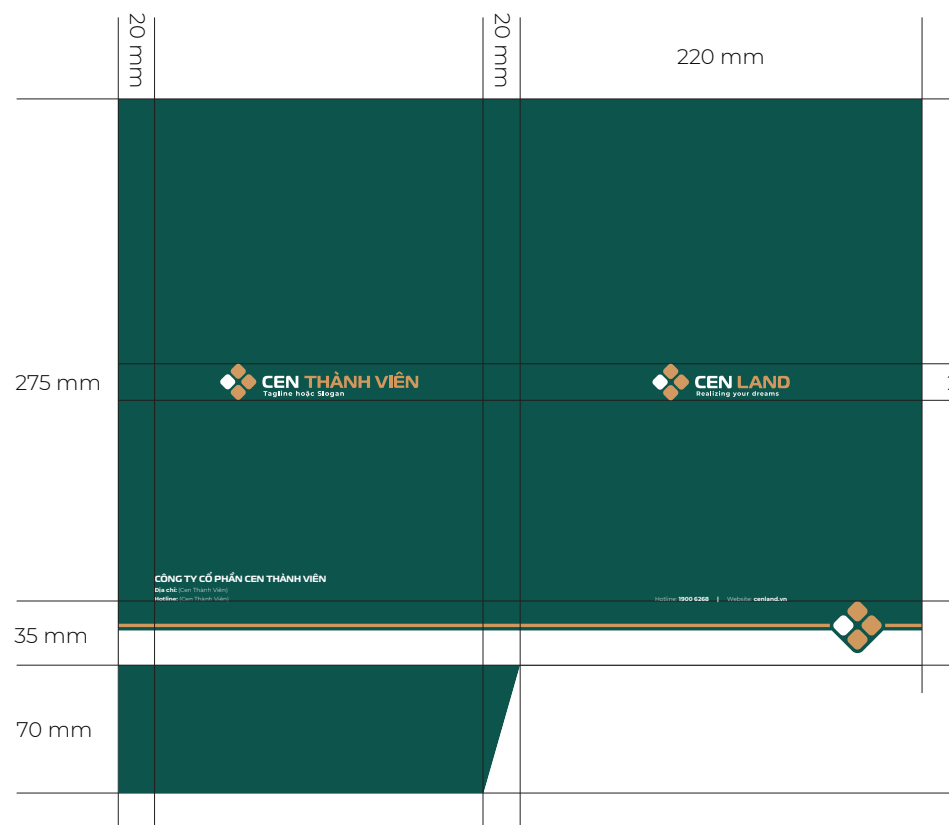 20 mm
20 mm
220 mm
275 mm
CEN THÀNH VIÊN
Tagline hoặc Slogan
CEN LAND
Realizing your dreams
CÔNG TY CỔ PHẦN CEN THÀNH VIÊN
Địa chỉ: (Cen Thành Viên)
Hotline: (Cen Thành Viên)
Hotline: 1900 6268 | Website: cenland.vn
35 mm
70 mm